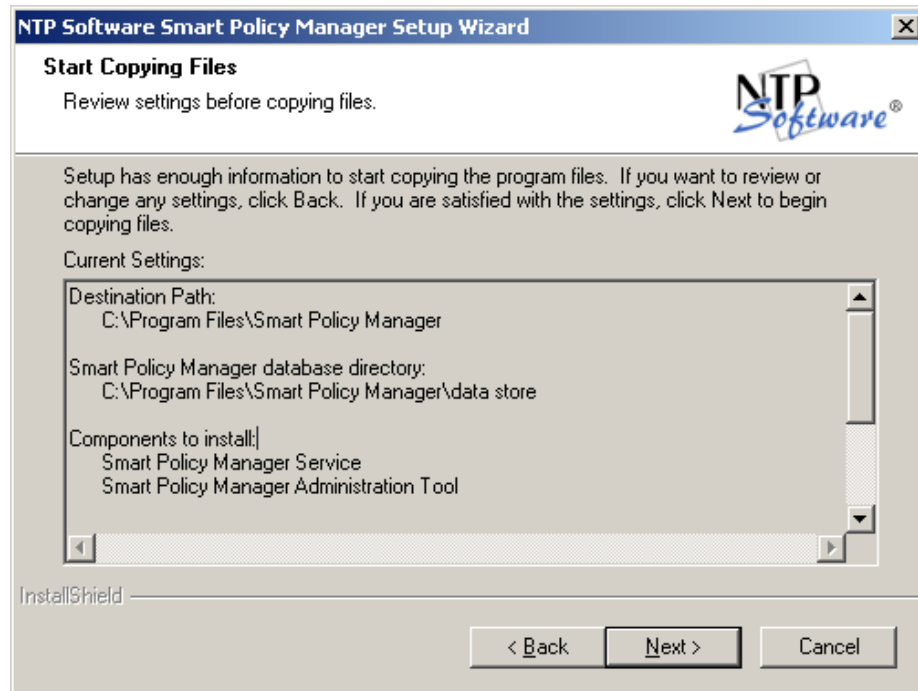 NTP Software Smart Policy Manager Setup Wizard
Start Copying Files
Review settings before copying files.
NTP
Software®
Setup has enough information to start copying the program files.  If you want to review or
change any settings, click Back.  If you are satisfied with the settings, click Next to begin
copying files.
Current Settings:
Destination Path:
C:\Program Files\Smart Policy Manager
Smart Policy Manager database directory:
C:\Program Files\Smart Policy Manager\data store
Components to install:
Smart Policy Manager Service
Smart Policy Manager Administration Tool
InstallShield
< Back
Next >
Cancel